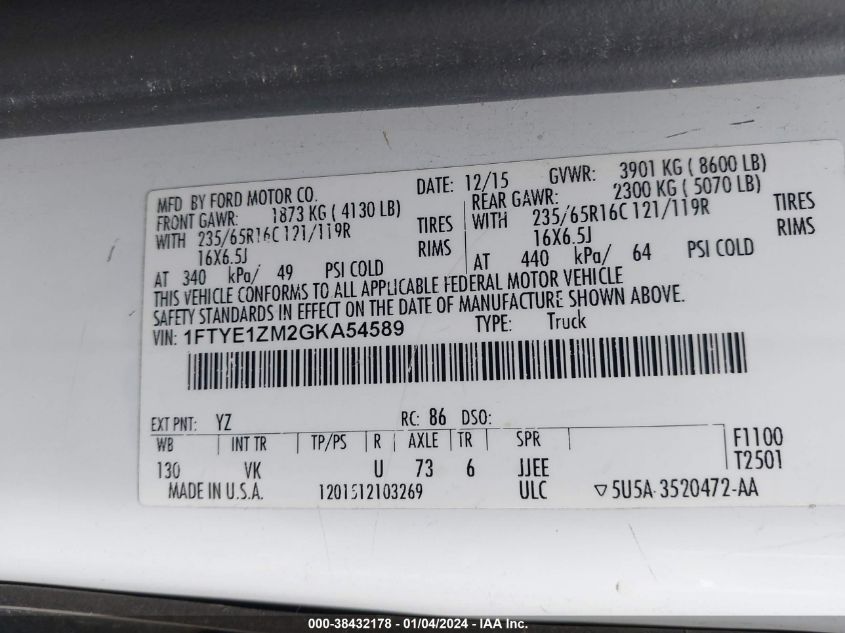 MFD BY FORD MOTOR CO. DATE: 12/15 GVWR: 3901 KG ( 8600 LB)
FRONT GAWR: 1873 KG ( 4130 LB) REAR GAWR: 2300 KG ( 5070 LB)
WITH 235/65R16C 121/119R TIRES WITH 235/65R16C 121/119R TIRES
16X6.5J RIMS 16X6.5J RIMS
AT 340 kPa/ 49 PSI COLD AT 440 kPa/ 64 PSI COLD
THIS VEHICLE CONFORMS TO ALL APPLICABLE FEDERAL MOTOR VEHICLE
SAFETY STANDARDS IN EFFECT ON THE DATE OF MANUFACTURE SHOWN ABOVE.
VIN: 1FTYE1ZM2GKA54589 TYPE: Truck
EXT PNT: YZ RC: 86 DSO:
WB INT TR TP/PS R AXLE TR SPR F1100
130 VK U 73 6 JJEE T2501
MADE IN U.S.A. 1201512103269 ULC ▽5U5A-3520472-AA
000-38432178 - 01/04/2024 - IAA Inc.